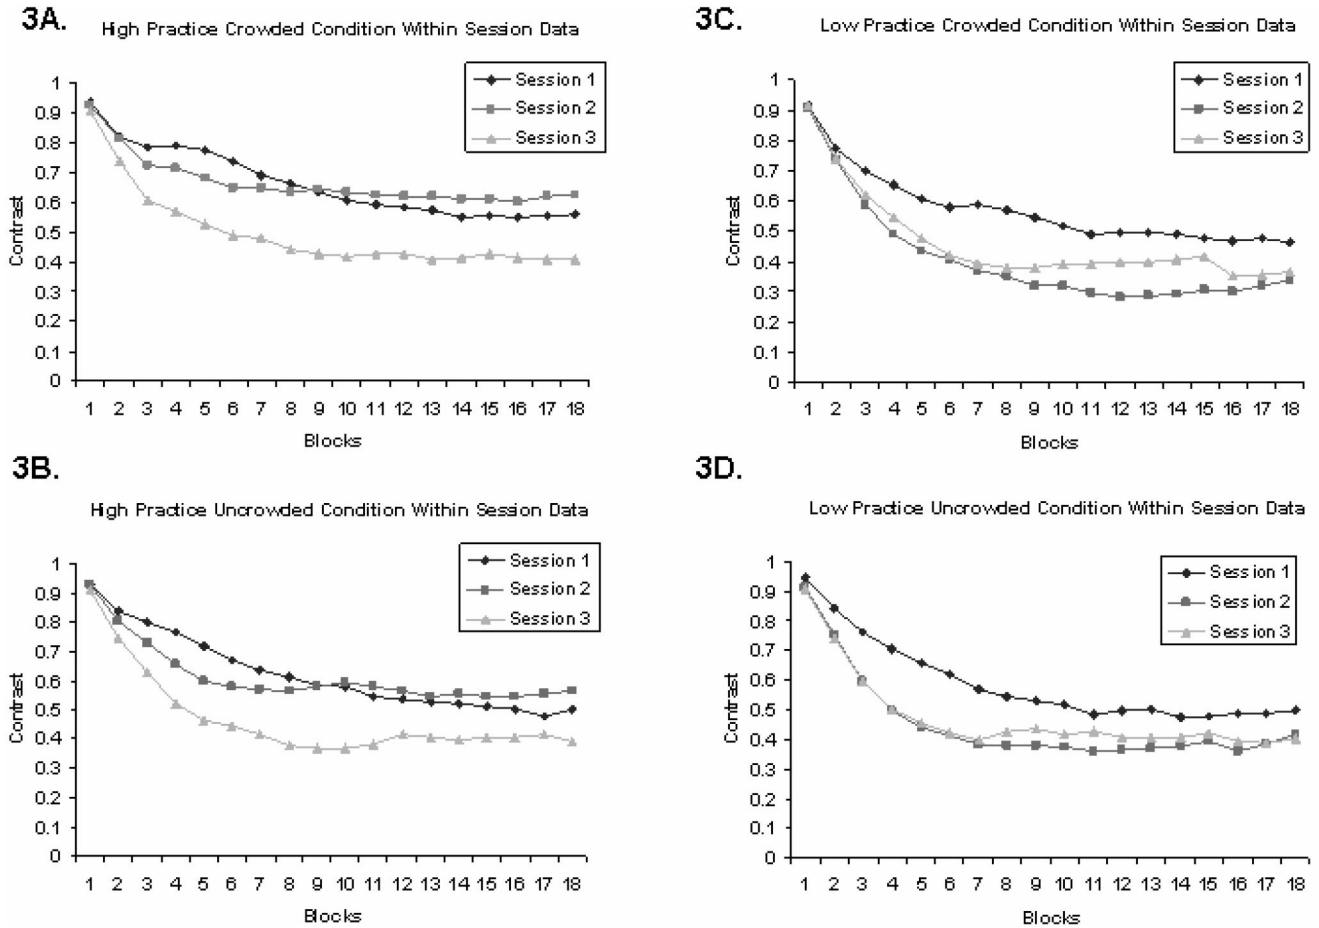 3A.
High Practice Crowded Condition Within Session Data
Session 1
Session 2
Session 3
1
0.9
0.8
0.7
0.6
0.5
0.4
0.3
0.2
0.1
0
Contrast
1 2 3 4 5 6 7 8 9 10 11 12 13 14 15 16 17 18
Blocks
3B.
High Practice Uncrowded Condition Within Session Data
Session 1
Session 2
Session 3
1
0.9
0.8
0.7
0.6
0.5
0.4
0.3
0.2
0.1
0
Contrast
1 2 3 4 5 6 7 8 9 10 11 12 13 14 15 16 17 18
Blocks
3C.
Low Practice Crowded Condition Within Session Data
Session 1
Session 2
Session 3
1
0.9
0.8
0.7
0.6
0.5
0.4
0.3
0.2
0.1
0
Contrast
1 2 3 4 5 6 7 8 9 10 11 12 13 14 15 16 17 18
Blocks
3D.
Low Practice Uncrowded Condition Within Session Data
Session 1
Session 2
Session 3
1
0.9
0.8
0.7
0.6
0.5
0.4
0.3
0.2
0.1
0
Contrast
1 2 3 4 5 6 7 8 9 10 11 12 13 14 15 16 17 18
Blocks